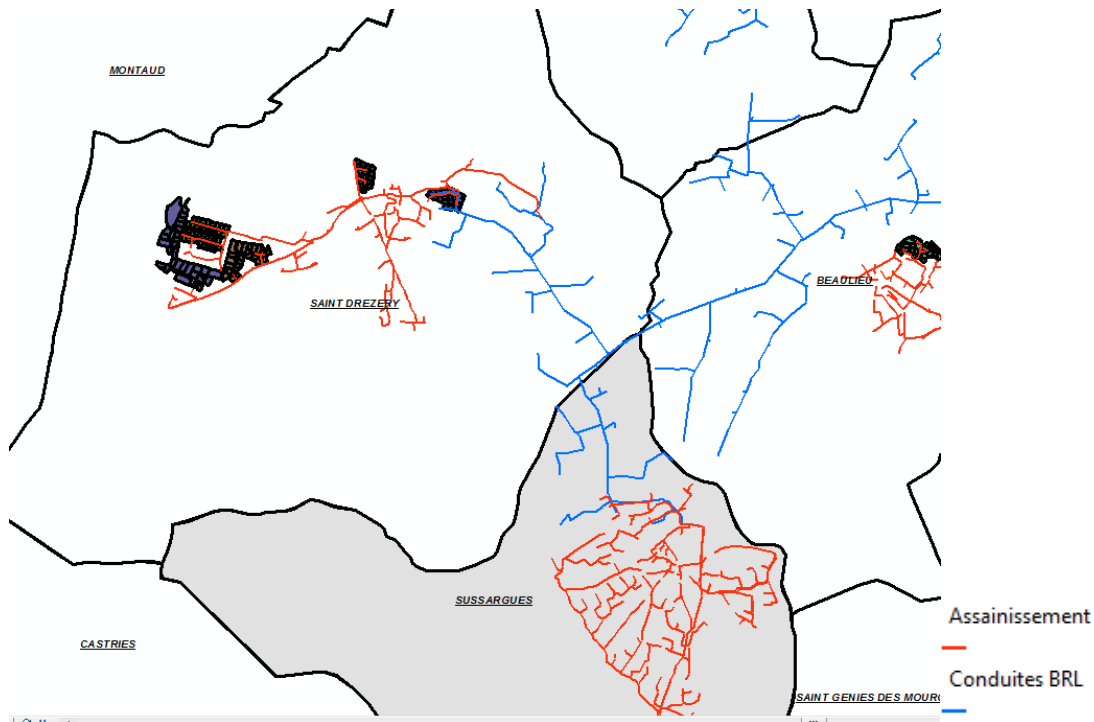 MONTAUD
SAINT DREZERY
BEAULIEU
SUSSARGUES
CASTRIES
SAINT GENIES DES MOURG
Assainissement
Conduites BRL